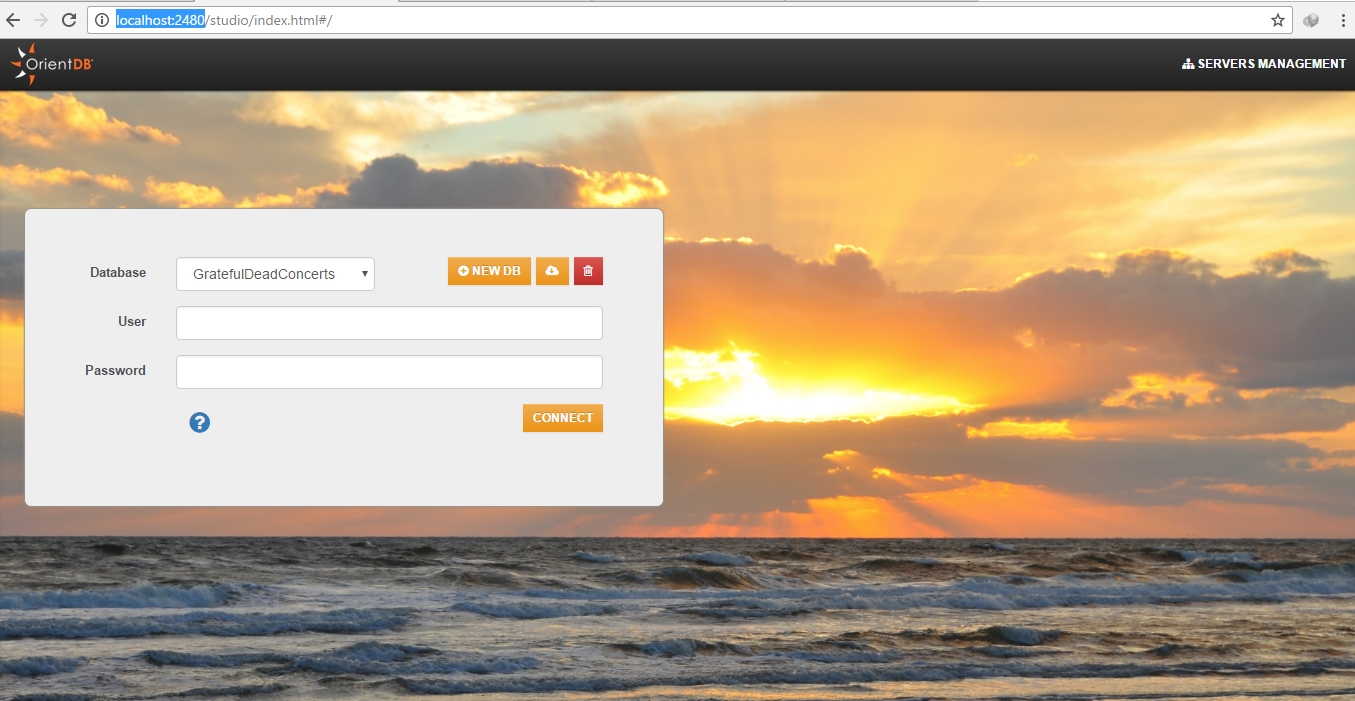 localhost:2480/studio/index.html#/
OrientDB
SERVERS MANAGEMENT
Database GratefulDeadConcerts NEW DB
User
Password
? CONNECT